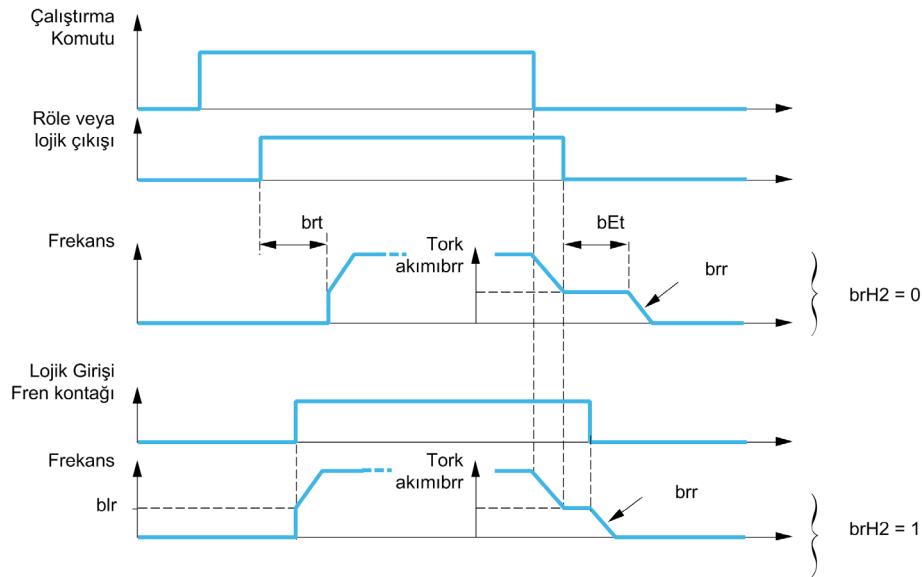 Çalıştırma
Komutu
Röle veya
lojik çıkışı
brt
bEt
Frekans
Tork
akımıbrr
brr
brH2 = 0
Lojik Girişi
Fren kontağı
Frekans
Tork
akımıbrr
brr
blr
brH2 = 1